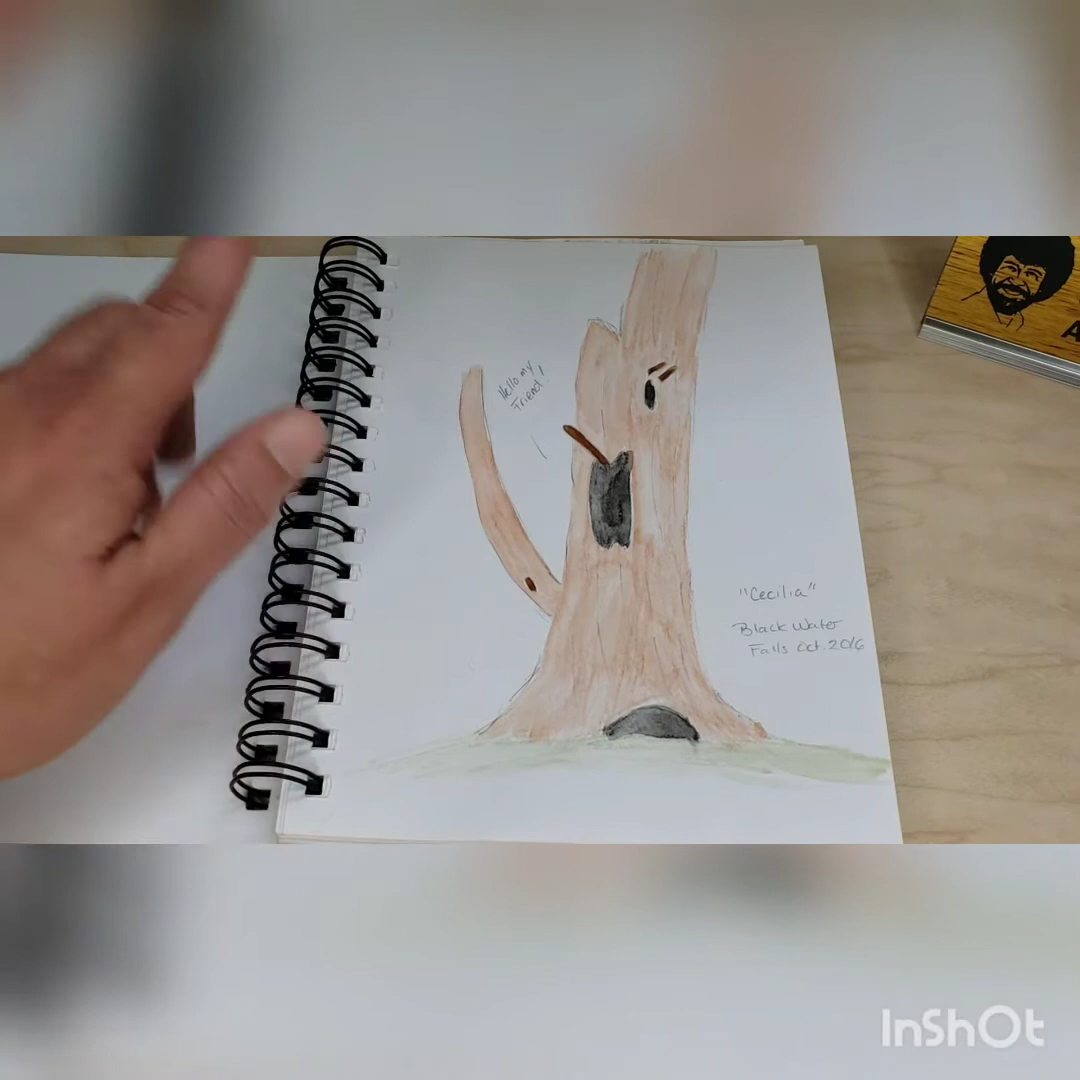 Hello my
Friend!
"Cecilia"
Black Water
Falls Oct. 2016
A
InShOt